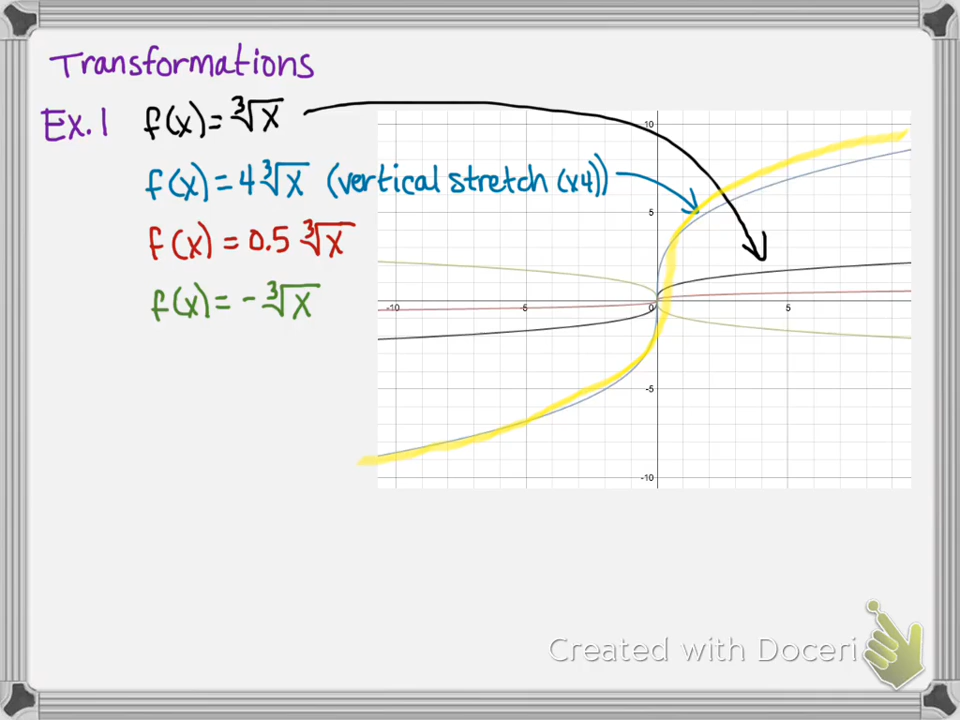 Transformations
Ex. 1 f(x) = ∛x
f(x) = 4∛x (vertical stretch (x4))
f(x) = 0.5 ∛x
f(x) = -∛x
10
5
-10 -5 0 5
-5
-10
Created with Doceri